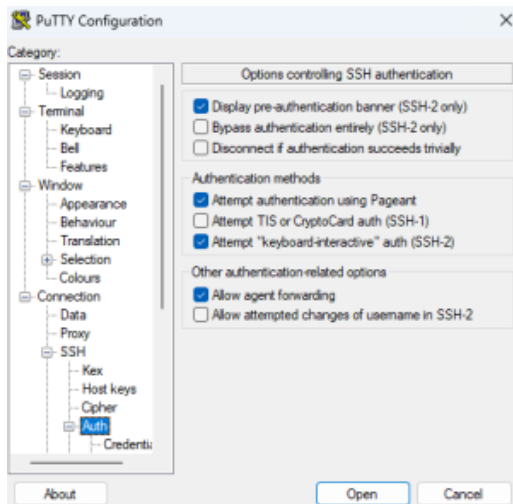 PuTTY Configuration
Category:
Session
Logging
Terminal
Keyboard
Bell
Features
Window
Appearance
Behaviour
Translation
Selection
Colours
Connection
Data
Proxy
SSH
Kex
Host keys
Cipher
Auth
Credentia
Options controlling SSH authentication
Display pre-authentication banner (SSH-2 only)
Bypass authentication entirely (SSH-2 only)
Disconnect if authentication succeeds trivially
Authentication methods
Attempt authentication using Pageant
Attempt TIS or CryptoCard auth (SSH-1)
Attempt "keyboard-interactive" auth (SSH-2)
Other authentication-related options
Allow agent forwarding
Allow attempted changes of username in SSH-2
About
Open
Cancel